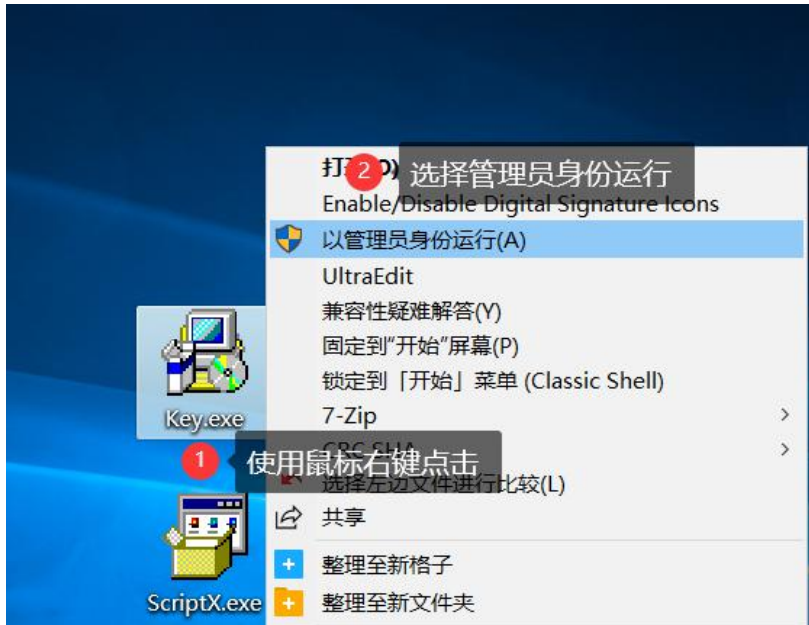 打开(O)
2 选择管理员身份运行
Enable/Disable Digital Signature Icons
以管理员身份运行(A)
UltraEdit
兼容性疑难解答(Y)
固定到"开始"屏幕(P)
锁定到「开始」菜单 (Classic Shell)
Key.exe
7-Zip
CRC SHA
1 使用鼠标右键点击
选择左边文件进行比较(L)
共享
整理至新格子
ScriptX.exe
整理至新文件夹